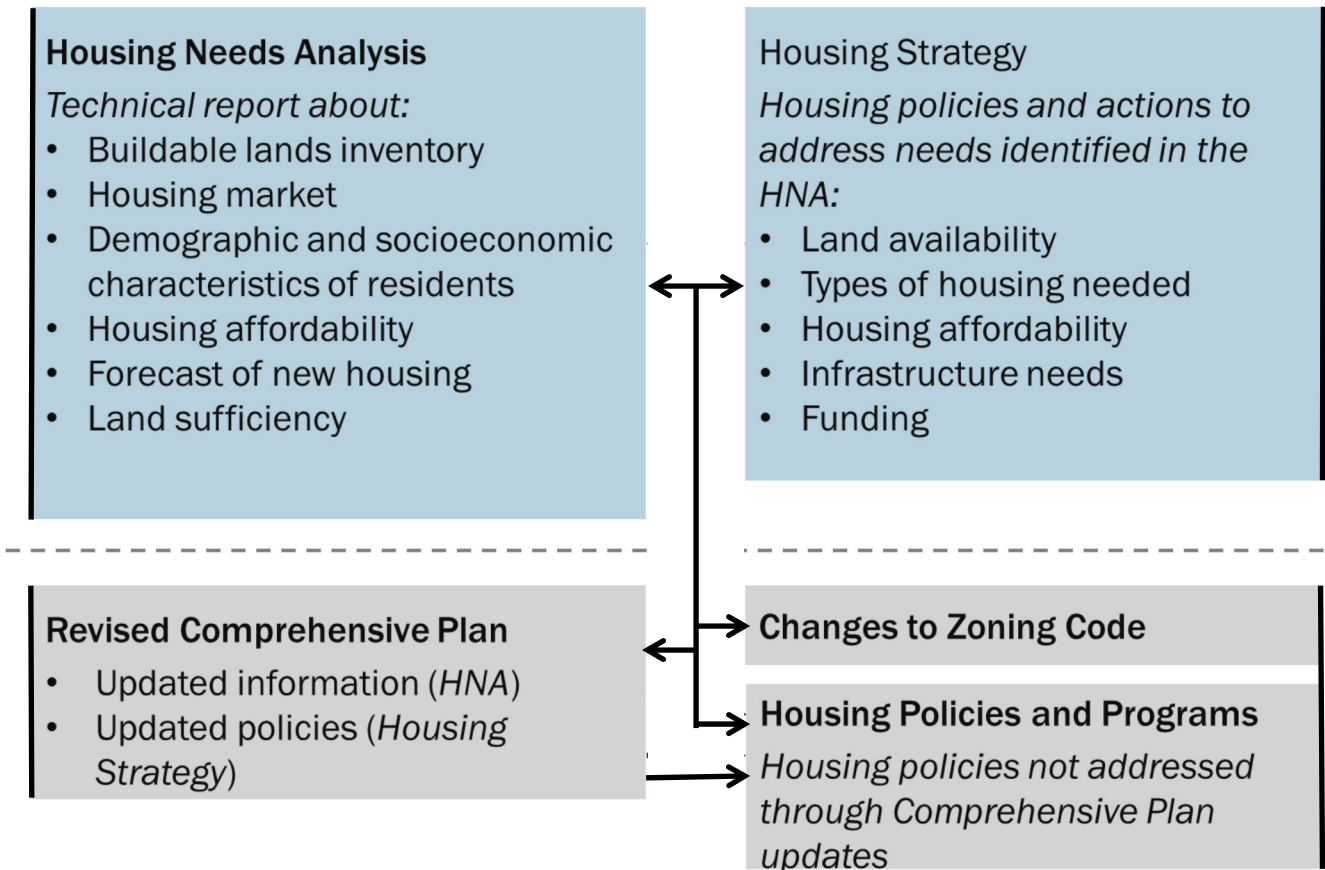 Housing Needs Analysis
Technical report about:
• Buildable lands inventory
• Housing market
• Demographic and socioeconomic
characteristics of residents
• Housing affordability
• Forecast of new housing
• Land sufficiency
Housing Strategy
Housing policies and actions to
address needs identified in the
HNA:
• Land availability
• Types of housing needed
• Housing affordability
• Infrastructure needs
• Funding
Revised Comprehensive Plan
• Updated information (HNA)
• Updated policies (Housing
Strategy)
Changes to Zoning Code
Housing Policies and Programs
Housing policies not addressed
through Comprehensive Plan
updates